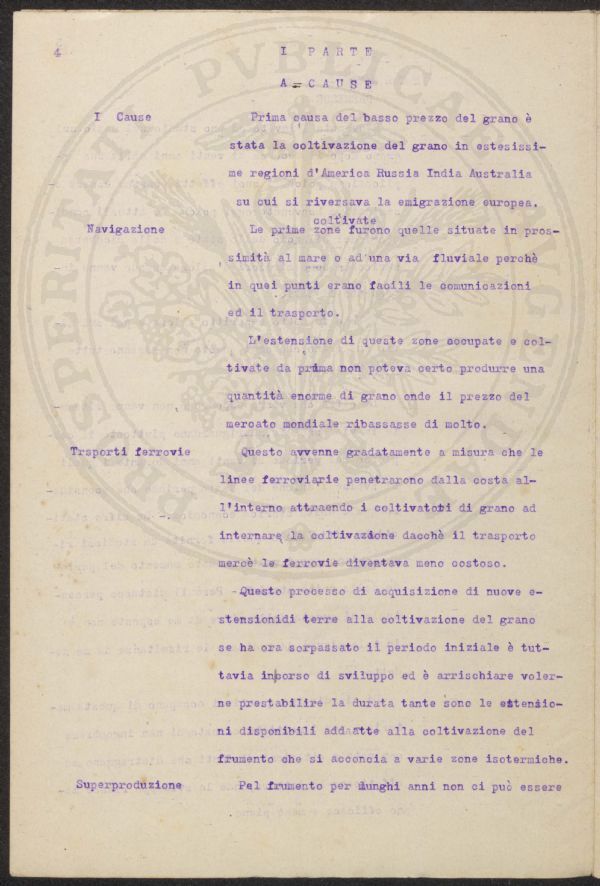 4
I PARTE
A = CAUSE
I Cause
Prima causa del basso prezzo del grano è
stata la coltivazione del grano in estesissi-
me regioni d'America Russia India Australia
su cui si riversava la emigrazione europea.
Navigazione
coltivate
Le prime zone furono quelle situate in pros-
simità al mare o ad una via fluviale perchè
in quei punti erano facili le comunicazioni
ed il trasporto.
L'estensione di queste zone occupate e col-
tivate da prima non poteva certo produrre una
quantità enorme di grano onde il prezzo del
mercato mondiale ribassasse di molto.
Trsporti ferrovie
Questo avvenne gradatamente a misura che le
linee ferroviarie penetrarono dalla costa al-
l'interno attraendo i coltivatori di grano ad
internare la coltivazione dacchè il trasporto
mercè le ferrovie diventava meno costoso.
Questo processo di acquisizione di nuove e-
stensionidi terre alla coltivazione del grano
se ha ora sorpassato il periodo iniziale è tut-
tavia incorso di sviluppo ed è arrischiare voler-
ne prestabilire la durata tante sono le estensio-
ni disponibili addatte alla coltivazione del
frumento che si acconcia a varie zone isotermiche.
Superproduzione
Pel frumento per lunghi anni non ci può essere
PROSPERITATI PVBLICAE AVGENDAE